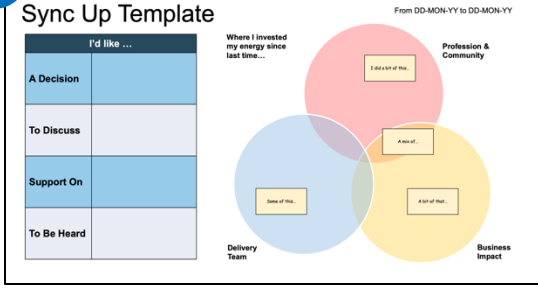 Sync Up Template
From DD-MON-YY to DD-MON-YY
I'd like ...
A Decision
To Discuss
Support On
To Be Heard
Where I invested
my energy since
last time...
Profession &
Community
I did a bit of this..
A mix of..
Some of this..
A bit of that..
Delivery
Team
Business
Impact